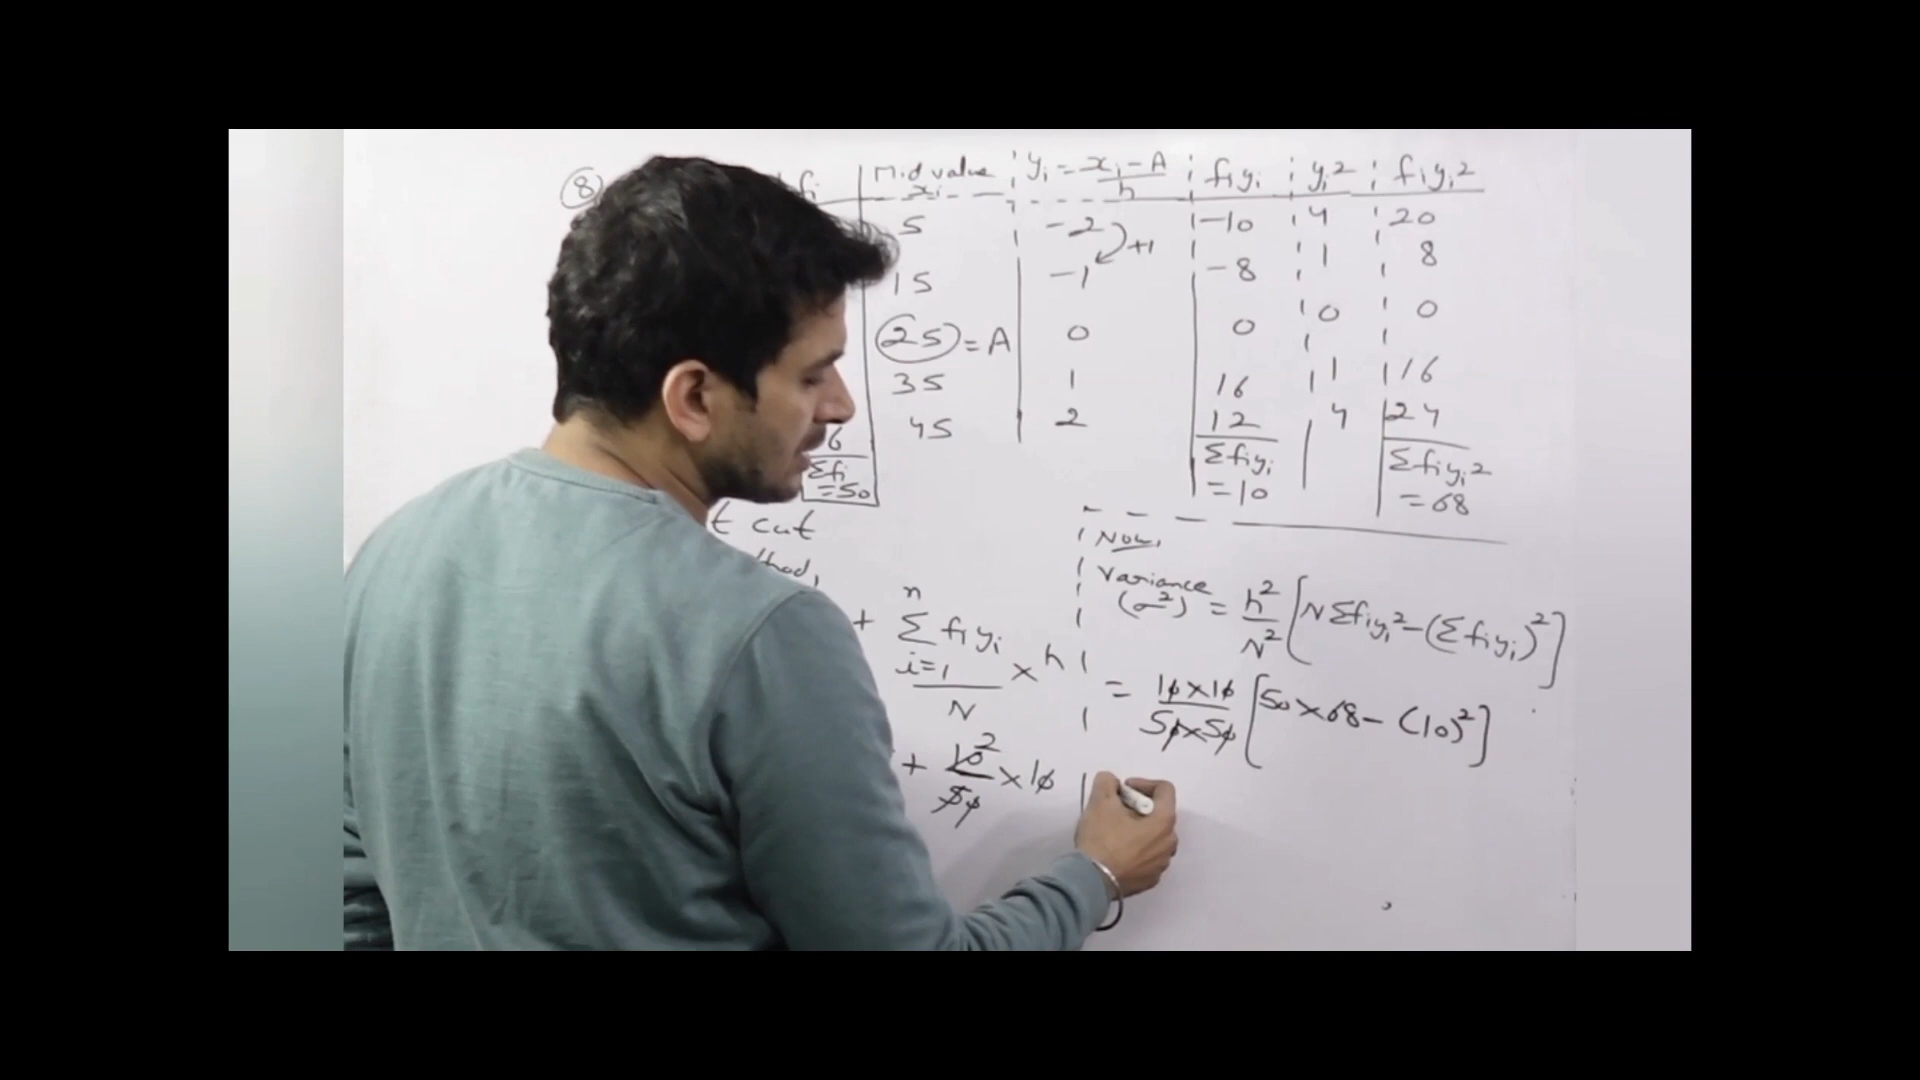 ⑧ fi | Mid value xi | yi = (xi - A)/h | fiyi | yi² | fiyi²
5 | -2 | -10 | 4 | 20
+1
15 | -1 | -8 | 1 | 8
25 = A | 0 | 0 | 0 | 0
35 | 1 | 16 | 1 | 16
6 | 45 | 2 | 12 | 4 | 24
Σfi = 50 | Σfiyi = 10 | Σfiyi² = 68
t cut
thod,
+ n Σ i=1 fiyi / N × h
+ 10 2 / 50 × 10
Now,
Variance (σ²) = h²/N² [NΣfiyi² - (Σfiyi)²]
= 10×10 / 50×50 [50×68 - (10)²]